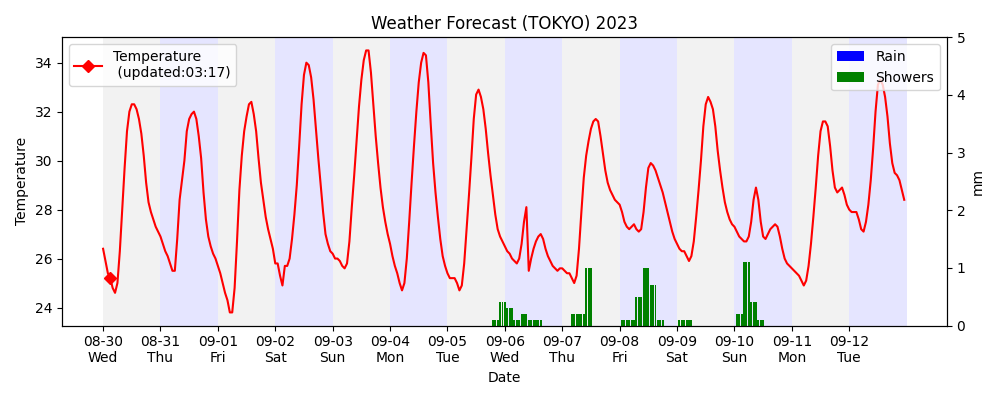 Weather Forecast (TOKYO) 2023
Temperature
(updated:03:17)
Rain
Showers
Temperature
34
32
30
28
26
24
5
4
3
2
1
0
mm
08-30 08-31 09-01 09-02 09-03 09-04 09-05 09-06 09-07 09-08 09-09 09-10 09-11 09-12
Wed Thu Fri Sat Sun Mon Tue Wed Thu Fri Sat Sun Mon Tue
Date